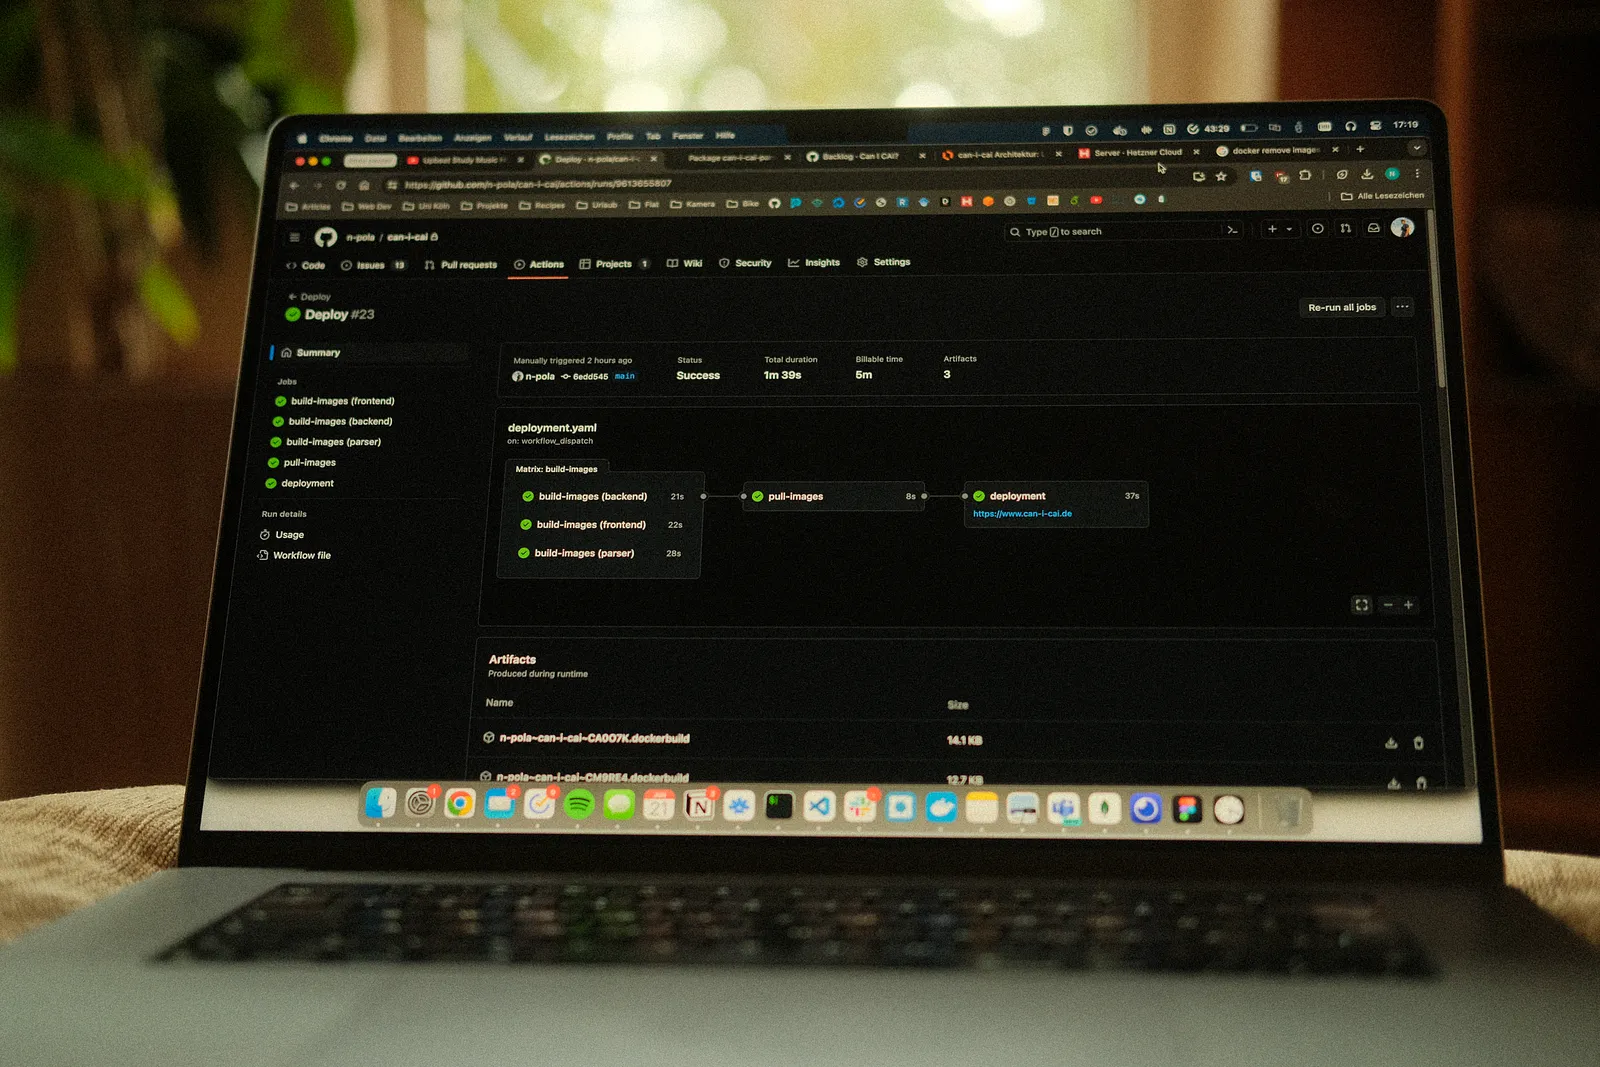 Chrome Datei Bearbeiten Anzeigen Verlauf Lesezeichen Profile Tab Fenster Hilfe 43:29 17:19
Upbeat Study Music Deploy · n-pola/can-i-c Package can-i-cai-pa Backlog · Can I CAI? can-i-cai Architektur: Server · Hetzner Cloud docker remove images
https://github.com/n-pola/can-i-cai/actions/runs/9613655807
Articles Web Dev Uni Köln Projekte Recipes Urlaub Flat Kamera Bike Alle Lesezeichen
n-pola / can-i-cai Type / to search
Code Issues 13 Pull requests Actions Projects 1 Wiki Security Insights Settings
Deploy
Deploy #23 Re-run all jobs
Summary
Jobs
build-images (frontend)
build-images (backend)
build-images (parser)
pull-images
deployment
Run details
Usage
Workflow file
Manually triggered 2 hours ago Status Total duration Billable time Artifacts
n-pola 6edd545 main Success 1m 39s 5m 3
deployment.yaml
on: workflow_dispatch
Matrix: build-images
build-images (backend) 21s pull-images 8s deployment 37s
https://www.can-i-cai.de
build-images (frontend) 22s
build-images (parser) 28s
Artifacts
Produced during runtime
Name Size
n-pola~can-i-cai~CA0O7K.dockerbuild 14.1 KB
n-pola~can-i-cai~CM9RE4.dockerbuild 13.7 KB
21